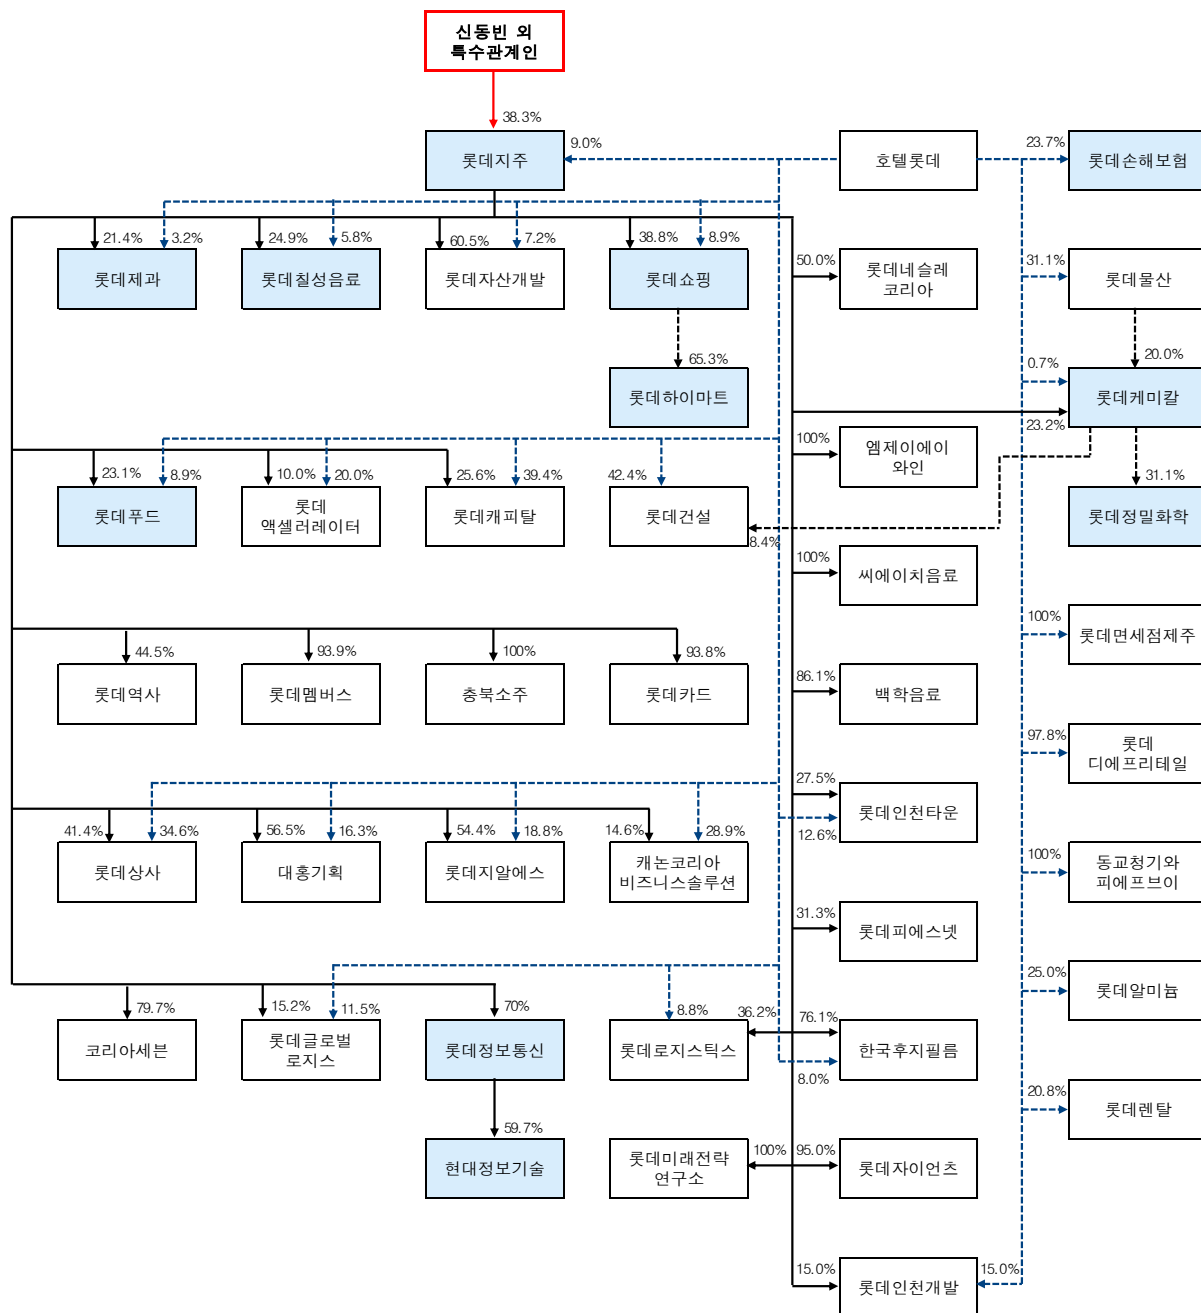 신동빈 외
특수관계인
38.3%
롯데지주
9.0%
호텔롯데
23.7%
롯데손해보험
21.4%
3.2%
24.9%
5.8%
60.5%
7.2%
38.8%
8.9%
롯데제과
롯데칠성음료
롯데자산개발
롯데쇼핑
50.0%
롯데네슬레
코리아
31.1%
롯데물산
65.3%
롯데하이마트
0.7%
20.0%
롯데케미칼
23.2%
23.1%
8.9%
10.0%
20.0%
25.6%
39.4%
42.4%
롯데푸드
롯데
액셀러레이터
롯데캐피탈
롯데건설
8.4%
100%
엠제이에이
와인
31.1%
롯데정밀화학
100%
씨에이치음료
100%
롯데면세점제주
44.5%
93.9%
100%
93.8%
롯데역사
롯데멤버스
충북소주
롯데카드
86.1%
백학음료
97.8%
롯데
디에프리테일
27.5%
롯데인천타운
12.6%
41.4%
34.6%
56.5%
16.3%
54.4%
18.8%
14.6%
28.9%
롯데상사
대홍기획
롯데지알에스
캐논코리아
비즈니스솔루션
100%
동교청기와
피에프브이
31.3%
롯데피에스넷
25.0%
롯데알미늄
79.7%
15.2%
11.5%
70%
8.8%
36.2%
76.1%
코리아세븐
롯데글로벌
로지스
롯데정보통신
롯데로지스틱스
한국후지필름
8.0%
20.8%
롯데렌탈
59.7%
현대정보기술
롯데미래전략
연구소
100%
95.0%
롯데자이언츠
15.0%
롯데인천개발
15.0%